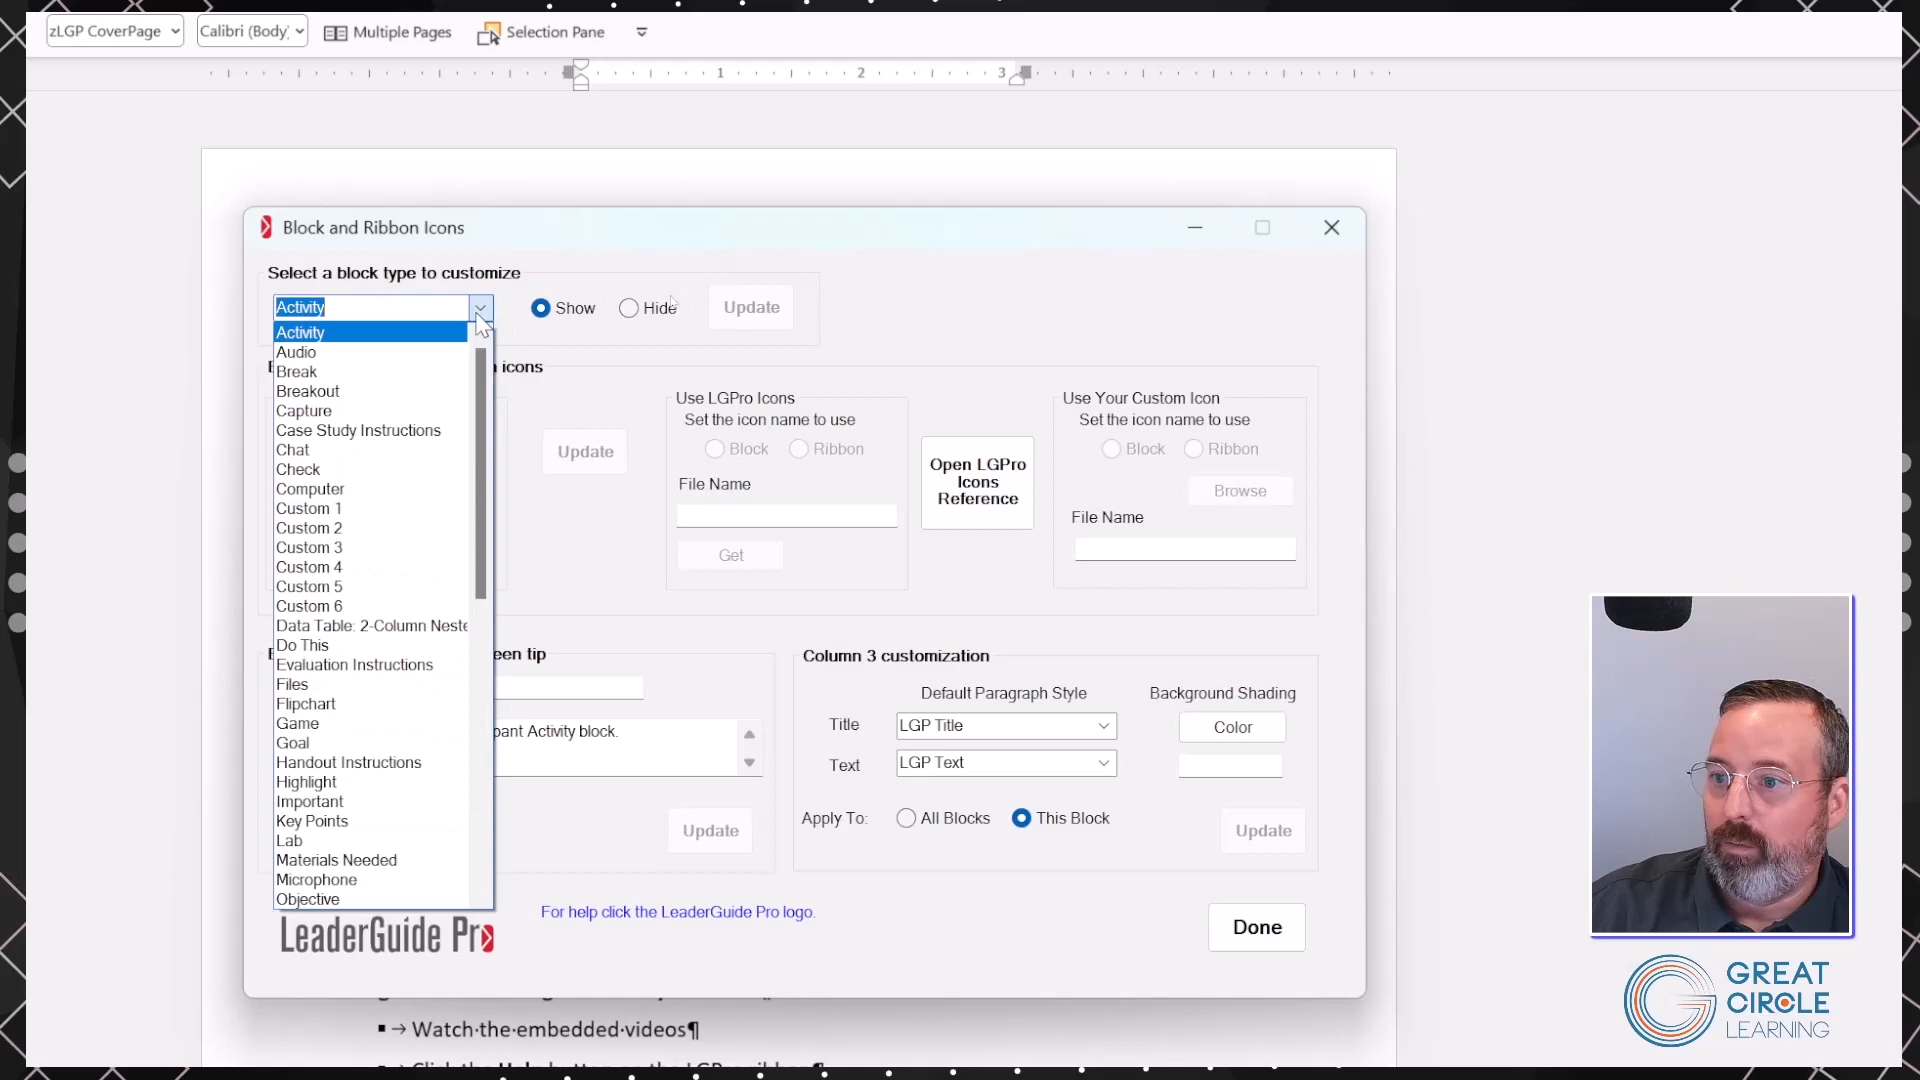 zLGP CoverPage Calibri (Body) Multiple Pages Selection Pane
1 2 3
Block and Ribbon Icons
Select a block type to customize
Activity Show Hide Update
Activity
Audio
Break
Breakout
Capture
Case Study Instructions
Chat
Check
Computer
Custom 1
Custom 2
Custom 3
Custom 4
Custom 5
Custom 6
Data Table: 2-Column Neste
Do This
Evaluation Instructions
Files
Flipchart
Game
Goal
Handout Instructions
Highlight
Important
Key Points
Lab
Materials Needed
Microphone
Objective
icons
Update
Use LGPro Icons
Set the icon name to use
Block Ribbon
File Name
Get
Open LGPro
Icons
Reference
Use Your Custom Icon
Set the icon name to use
Block Ribbon
Browse
File Name
een tip
pant Activity block.
Update
Column 3 customization
Default Paragraph Style Background Shading
Title LGP Title Color
Text LGP Text
Apply To: All Blocks This Block Update
LeaderGuide Pro
For help click the LeaderGuide Pro logo.
Done
Watch·the·embedded·videos¶
GREAT
CIRCLE
LEARNING